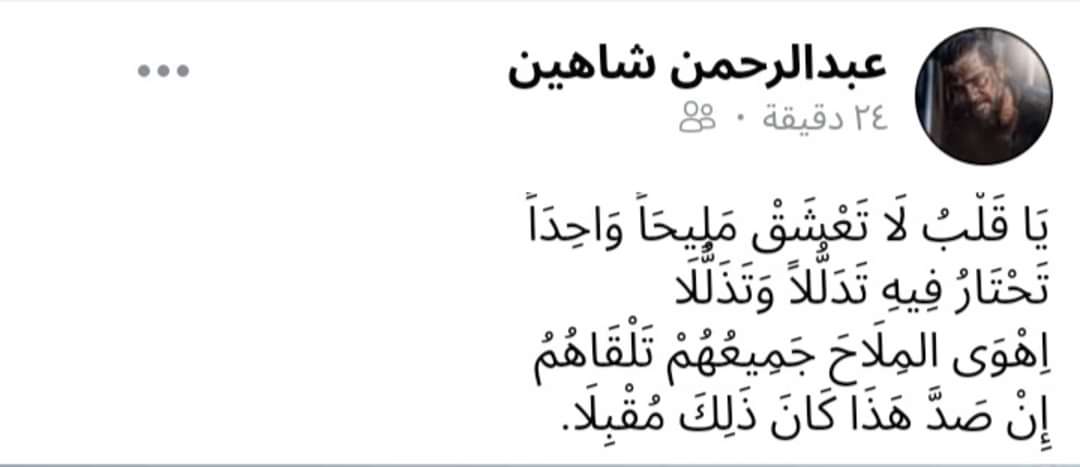 عبدالرحمن شاهين
٢٤ دقيقة ·
يَا قَلْبُ لَا تَعْشَقْ مَلِيحَاً وَاحِدَاً
تَحْتَارُ فِيهِ تَدَلُّلاً وَتَذَلُّلَا
اِهْوَى المِلَاحَ جَمِيعُهُمْ تَلْقَاهُمُ
إِنْ صَدَّ هَذَا كَانَ ذَلِكَ مُقْبِلَا.